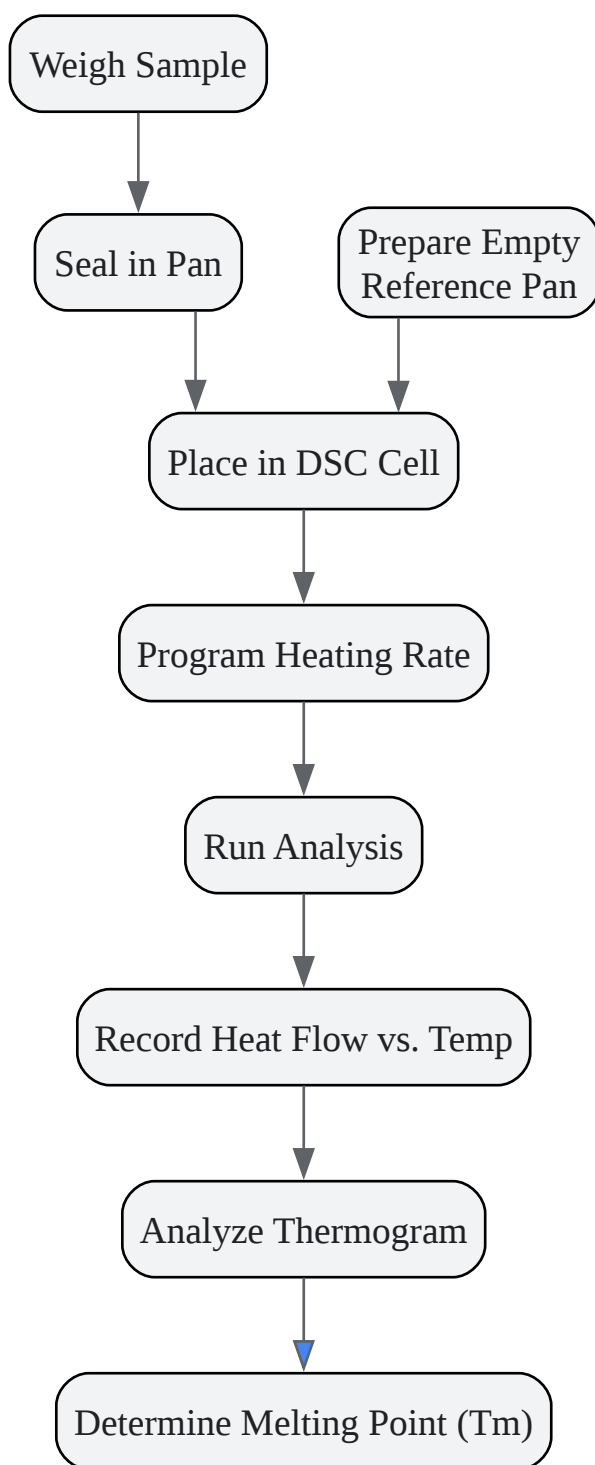 Weigh Sample
Seal in Pan
Prepare Empty
Reference Pan
Place in DSC Cell
Program Heating Rate
Run Analysis
Record Heat Flow vs. Temp
Analyze Thermogram
Determine Melting Point (Tm)